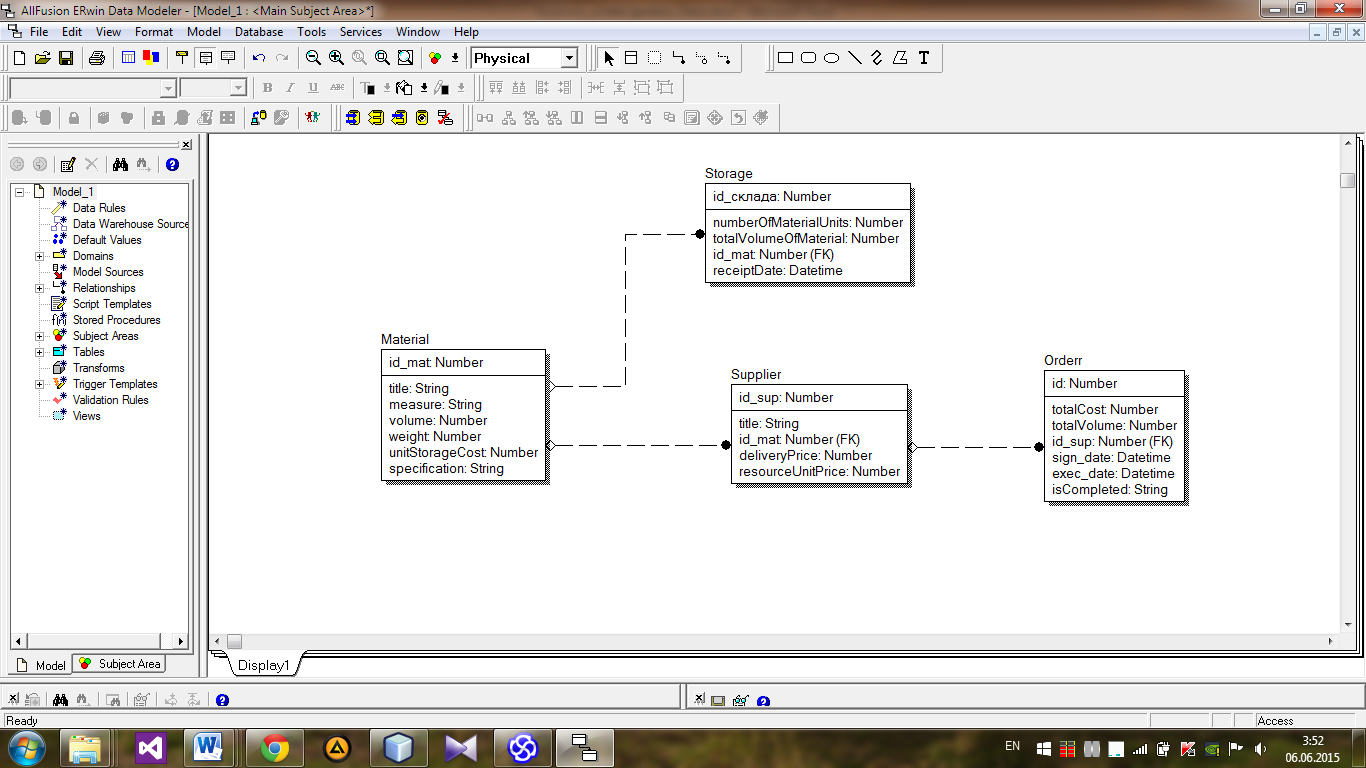 AllFusion ERwin Data Modeler - [Model_1 : <Main Subject Area>*]
File Edit View Format Model Database Tools Services Window Help
Physical
B I U ABC
T
Model_1
Data Rules
Data Warehouse Source
Default Values
Domains
Model Sources
Relationships
Script Templates
Stored Procedures
Subject Areas
Tables
Transforms
Trigger Templates
Validation Rules
Views
Model Subject Area
Storage
id_склада: Number
numberOfMaterialUnits: Number
totalVolumeOfMaterial: Number
id_mat: Number (FK)
receiptDate: Datetime
Material
id_mat: Number
title: String
measure: String
volume: Number
weight: Number
unitStorageCost: Number
specification: String
Supplier
id_sup: Number
title: String
id_mat: Number (FK)
deliveryPrice: Number
resourceUnitPrice: Number
Orderr
id: Number
totalCost: Number
totalVolume: Number
id_sup: Number (FK)
sign_date: Datetime
exec_date: Datetime
isCompleted: String
Display1
Ready
Access
EN
3:52
06.06.2015